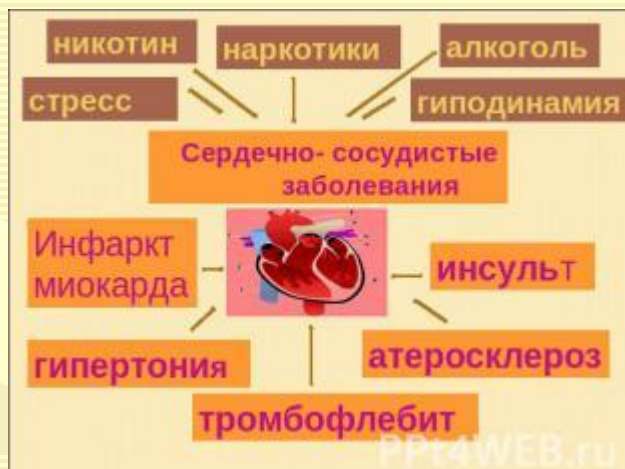 никотин
наркотики
алкоголь
стресс
гиподинамия
Сердечно- сосудистые
заболевания
Инфаркт
миокарда
инсульт
гипертония
атеросклероз
тромбофлебит
PPt4WEB.ru